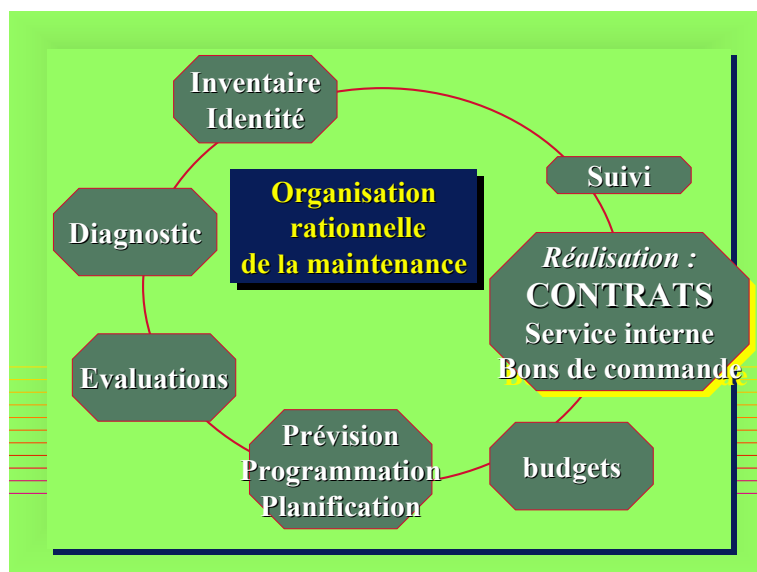 Inventaire
Identité
Suivi
Organisation
rationnelle
de la maintenance
Diagnostic
Réalisation :
CONTRATS
Service interne
Bons de commande
Evaluations
Prévision
Programmation
Planification
budgets